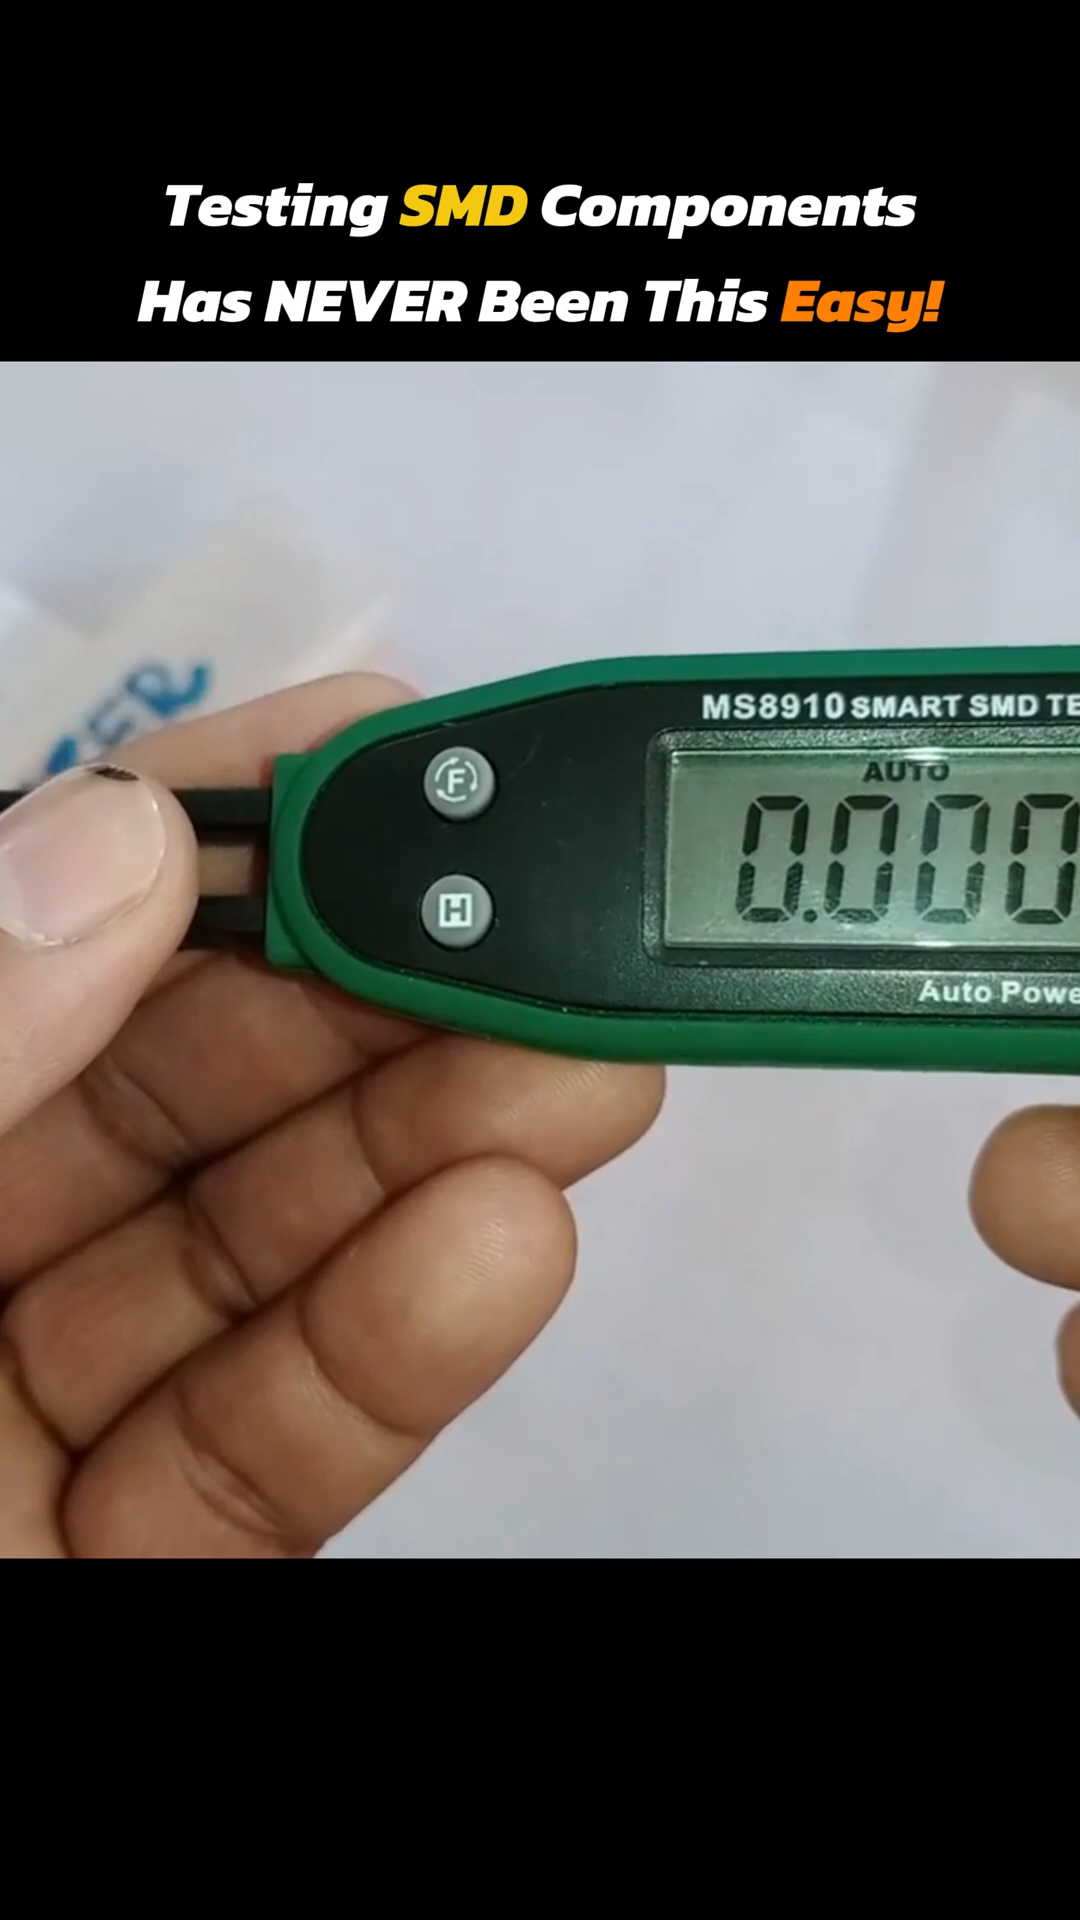 Testing SMD Components
Has NEVER Been This Easy!
MS8910 SMART SMD TE
AUTO
0.000
F
H
Auto Powe